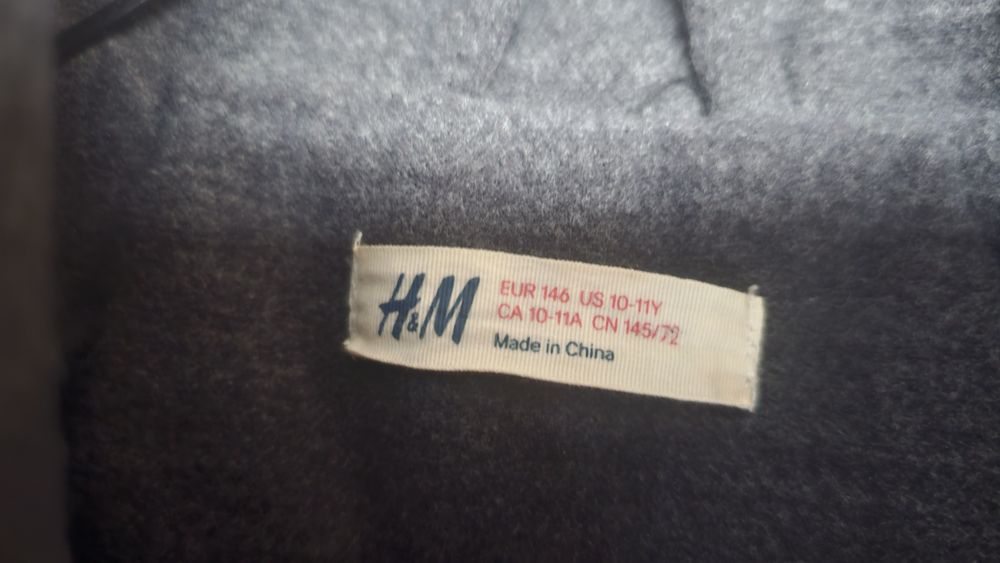 H&M
EUR 146 US 10-11Y
CA 10-11A CN 145/72
Made in China